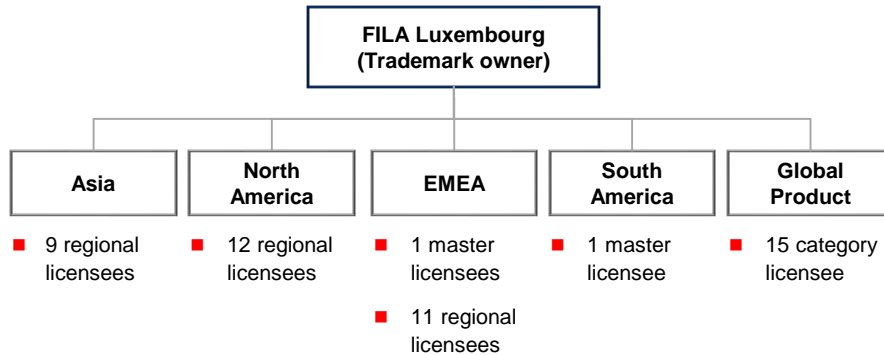 FILA Luxembourg
(Trademark owner)
Asia
North
America
EMEA
South
America
Global
Product
9 regional
licensees
12 regional
licensees
1 master
licensees
11 regional
licensees
1 master
licensee
15 category
licensee